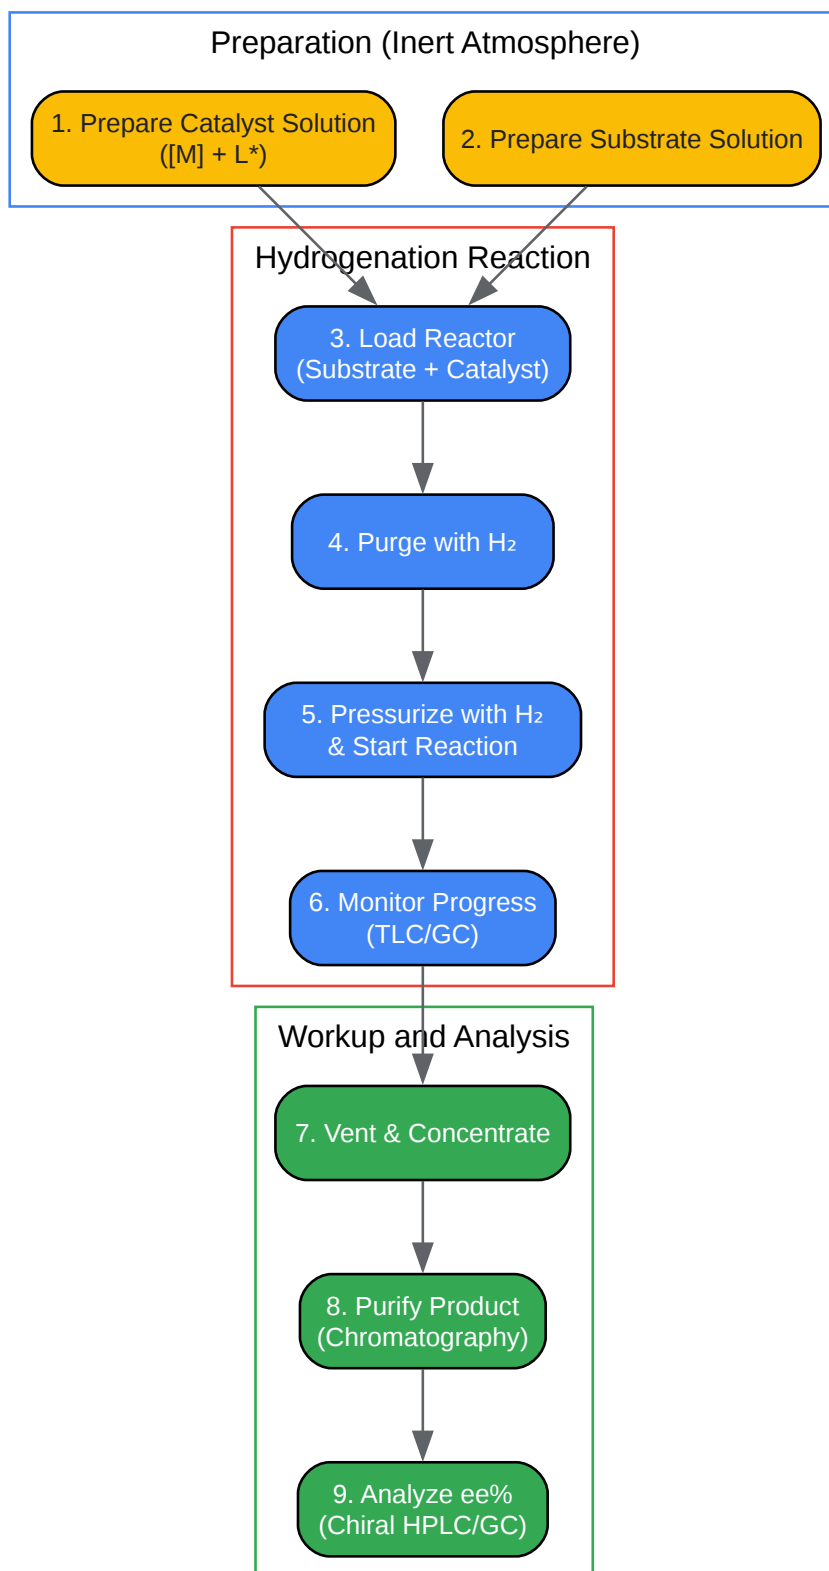 Preparation (Inert Atmosphere)
1. Prepare Catalyst Solution
([M] + L*)
2. Prepare Substrate Solution
Hydrogenation Reaction
3. Load Reactor
(Substrate + Catalyst)
4. Purge with H₂
5. Pressurize with H₂
& Start Reaction
6. Monitor Progress
(TLC/GC)
Workup and Analysis
7. Vent & Concentrate
8. Purify Product
(Chromatography)
9. Analyze ee%
(Chiral HPLC/GC)